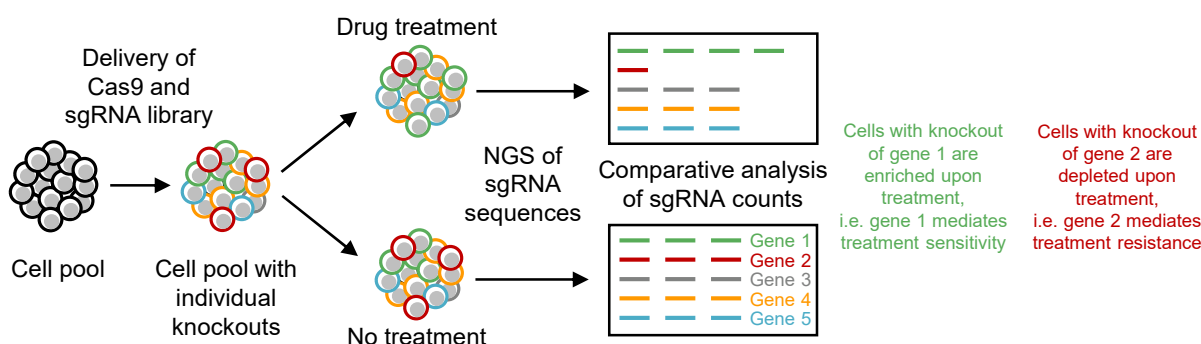 Delivery of
Cas9 and
sgRNA library
Cell pool
Cell pool with
individual
knockouts
Drug treatment
No treatment
NGS of
sgRNA
sequences
Comparative analysis
of sgRNA counts
Gene 1
Gene 2
Gene 3
Gene 4
Gene 5
Cells with knockout
of gene 1 are
enriched upon
treatment,
i.e. gene 1 mediates
treatment sensitivity
Cells with knockout
of gene 2 are
depleted upon
treatment,
i.e. gene 2 mediates
treatment resistance